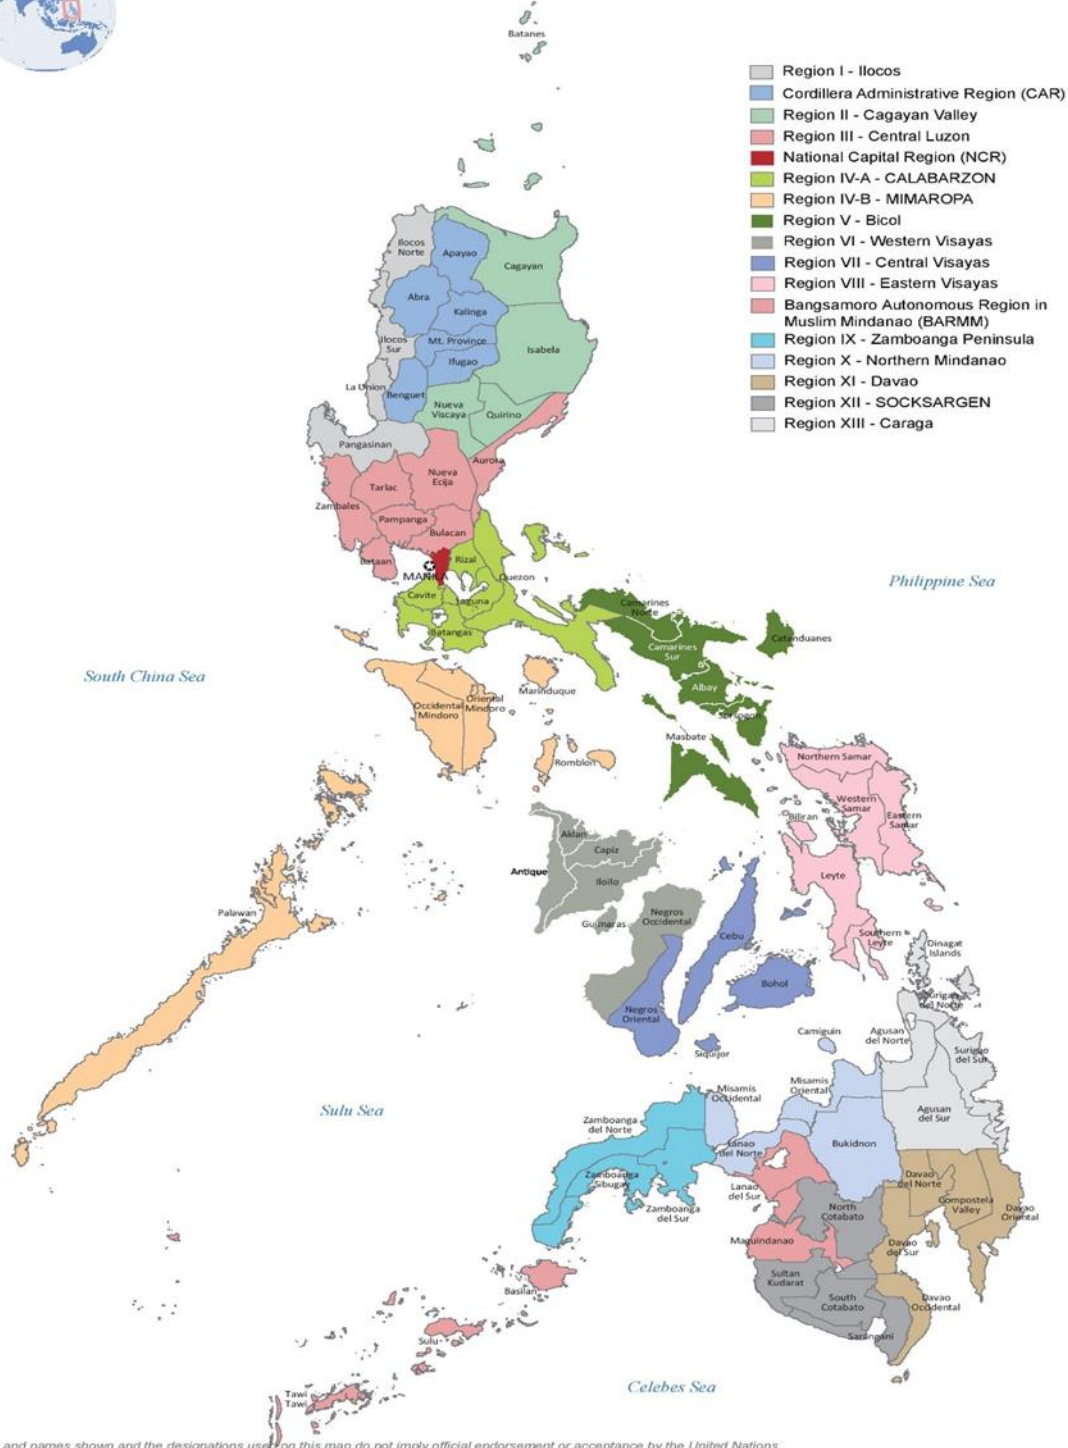 Batanes
Region I - Ilocos
Cordillera Administrative Region (CAR)
Region II - Cagayan Valley
Region III - Central Luzon
National Capital Region (NCR)
Region IV-A - CALABARZON
Region IV-B - MIMAROPA
Region V - Bicol
Region VI - Western Visayas
Region VII - Central Visayas
Region VIII - Eastern Visayas
Bangsamoro Autonomous Region in
Muslim Mindanao (BARMM)
Region IX - Zamboanga Peninsula
Region X - Northern Mindanao
Region XI - Davao
Region XII - SOCKSARGEN
Region XIII - Caraga
Ilocos
Norte
Apayao
Cagayan
Abra
Kalinga
Ilocos
Sur
Mt. Province
Ifugao
Isabela
La Union
Benguet
Nueva
Viscaya
Quirino
Pangasinan
Aurora
Nueva
Ecija
Tarlac
Zambales
Pampanga
Bulacan
Bataan
Rizal
MANILA
Quezon
Cavite
Laguna
Batangas
Philippine Sea
Camarines
Norte
Catanduanes
Camarines
Sur
South China Sea
Albay
Marinduque
Occidental
Mindoro
Oriental
Mindoro
Sorsogon
Masbate
Romblon
Northern Samar
Western
Samar
Eastern
Samar
Biliran
Aklan
Capiz
Antique
Iloilo
Leyte
Palawan
Guimaras
Negros
Occidental
Cebu
Southern
Leyte
Dinagat
Islands
Bohol
del Norte
Negros
Oriental
Siquijor
Camiguin
Agusan
del Norte
Surigao
del Sur
Sulu Sea
Misamis
Occidental
Misamis
Oriental
Agusan
del Sur
Zamboanga
del Norte
Lanao
del Norte
Bukidnon
Zamboanga
Sibugay
Lanao
del Sur
Zamboanga
del Sur
Davao
del Norte
Compostela
Valley
Davao
Oriental
North
Cotabato
Maguindanao
Davao
del Sur
Sultan
Kudarat
Basilan
South
Cotabato
Davao
Occidental
Sarangani
Sulu
Celebes Sea
Tawi
Tawi
and names shown and the designations used on this map do not imply official endorsement or acceptance by the United Nations